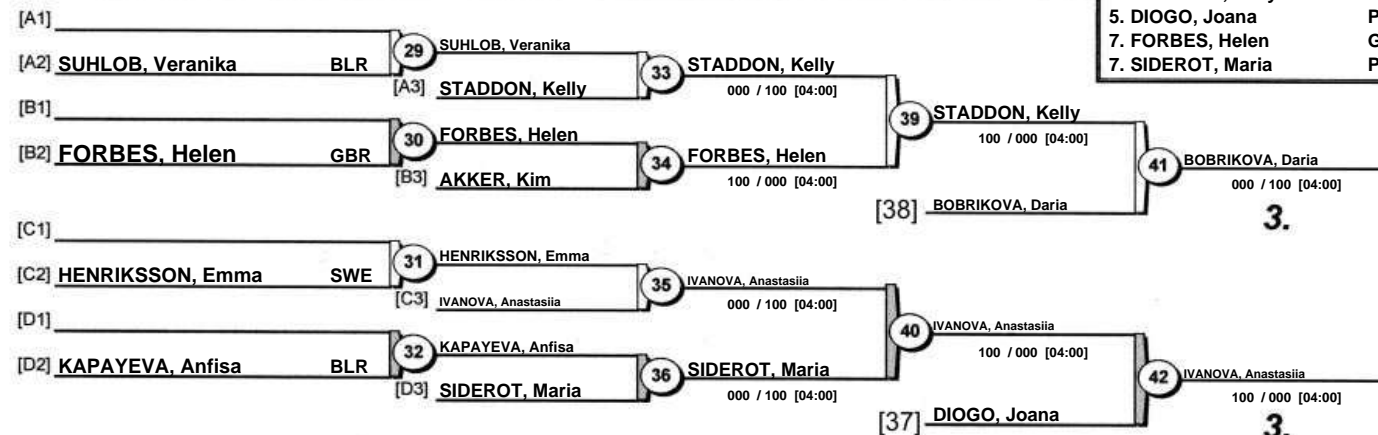 5. DIOGO, Joana P
7. FORBES, Helen G
7. SIDEROT, Maria P
[A1]
[A2] SUHLOB, Veranika BLR
29
SUHLOB, Veranika
[A3] STADDON, Kelly
33
STADDON, Kelly
000 / 100 [04:00]
[B1]
[B2] FORBES, Helen GBR
30
FORBES, Helen
[B3] AKKER, Kim
34
FORBES, Helen
100 / 000 [04:00]
39
STADDON, Kelly
100 / 000 [04:00]
[38] BOBRIKOVA, Daria
41
BOBRIKOVA, Daria
000 / 100 [04:00]
3.
[C1]
[C2] HENRIKSSON, Emma SWE
31
HENRIKSSON, Emma
[C3] IVANOVA, Anastasiia
35
IVANOVA, Anastasiia
000 / 100 [04:00]
[D1]
[D2] KAPAYEVA, Anfisa BLR
32
KAPAYEVA, Anfisa
[D3] SIDEROT, Maria
36
SIDEROT, Maria
000 / 100 [04:00]
40
IVANOVA, Anastasiia
100 / 000 [04:00]
[37] DIOGO, Joana
42
IVANOVA, Anastasiia
100 / 000 [04:00]
3.